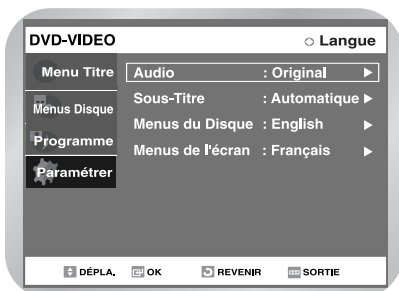 DVD-VIDEO
Langue
Menu Titre
Menus Disque
Programme
Paramétrer
Audio : Original
Sous-Titre : Automatique
Menus du Disque : English
Menus de l'écran : Français
DÉPLA. OK REVENIR SORTIE